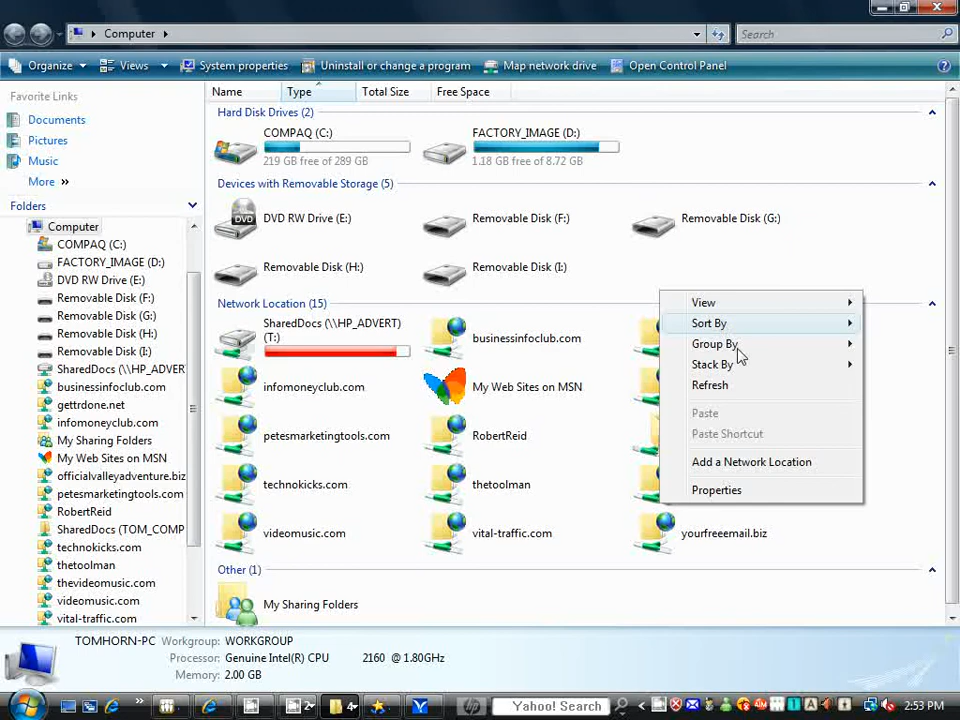 Computer
Search
Organize Views System properties Uninstall or change a program Map network drive Open Control Panel
Favorite Links
Documents
Pictures
Music
More »
Folders
Computer
COMPAQ (C:)
FACTORY_IMAGE (D:)
DVD RW Drive (E:)
Removable Disk (F:)
Removable Disk (G:)
Removable Disk (H:)
Removable Disk (I:)
SharedDocs (\\HP_ADVER
businessinfoclub.com
gettrdone.net
infomoneyclub.com
My Sharing Folders
My Web Sites on MSN
officialvalleyadventure.biz
petesmarketingtools.com
RobertReid
SharedDocs (TOM_COMP
technokicks.com
thetoolman
thevideomusic.com
videomusic.com
vital-traffic.com
Name Type Total Size Free Space
Hard Disk Drives (2)
COMPAQ (C:)
219 GB free of 289 GB
FACTORY_IMAGE (D:)
1.18 GB free of 8.72 GB
Devices with Removable Storage (5)
DVD RW Drive (E:)
Removable Disk (F:)
Removable Disk (G:)
Removable Disk (H:)
Removable Disk (I:)
Network Location (15)
SharedDocs (\\HP_ADVERT)
(T:)
businessinfoclub.com
infomoneyclub.com
My Web Sites on MSN
petesmarketingtools.com
RobertReid
technokicks.com
thetoolman
videomusic.com
vital-traffic.com
yourfreeemail.biz
Other (1)
My Sharing Folders
View
Sort By
Group By
Stack By
Refresh
Paste
Paste Shortcut
Add a Network Location
Properties
TOMHORN-PC Workgroup: WORKGROUP
Processor: Genuine Intel(R) CPU 2160 @ 1.80GHz
Memory: 2.00 GB
Yahoo! Search
2:53 PM